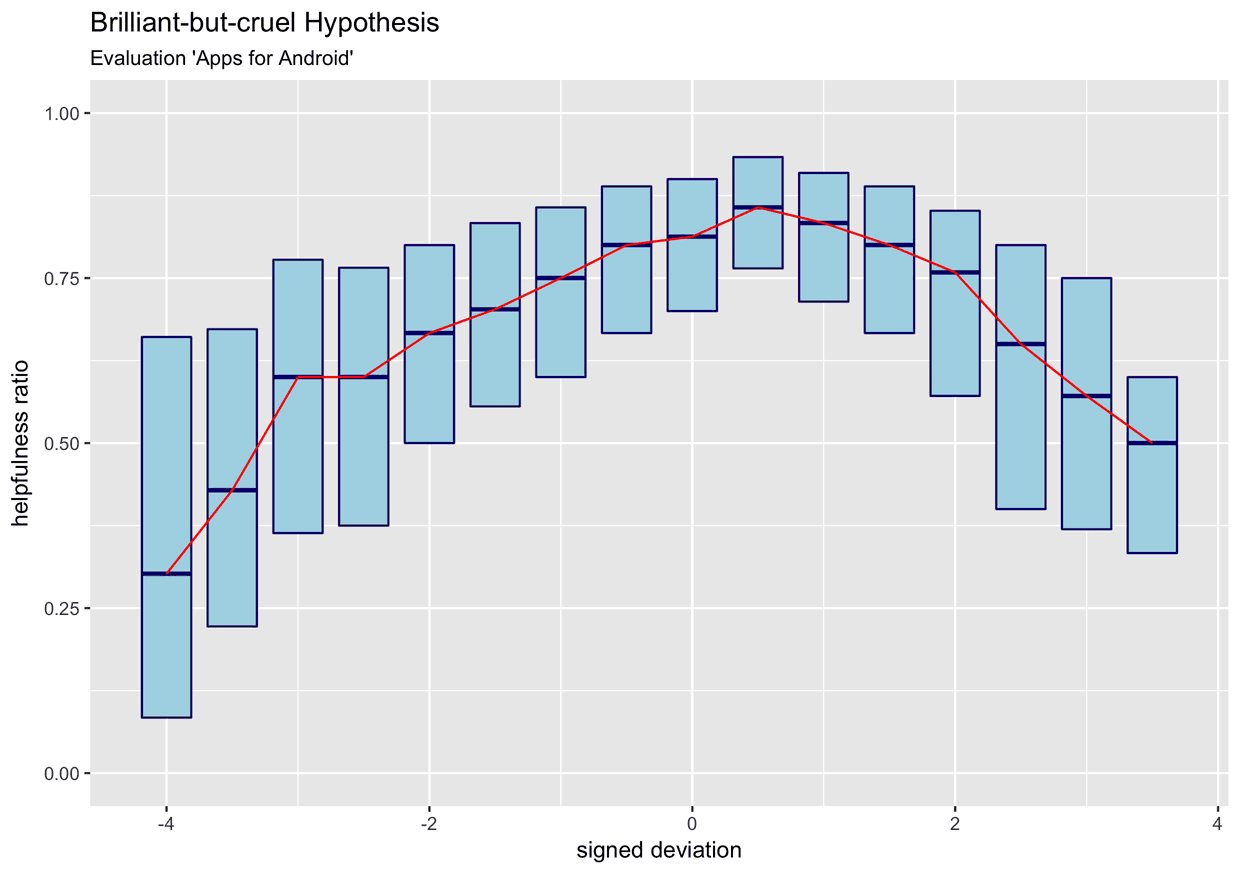 Brilliant-but-cruel Hypothesis
Evaluation 'Apps for Android'
1.00
0.75
0.50
0.25
0.00
helpfulness ratio
-4 -2 0 2 4
signed deviation